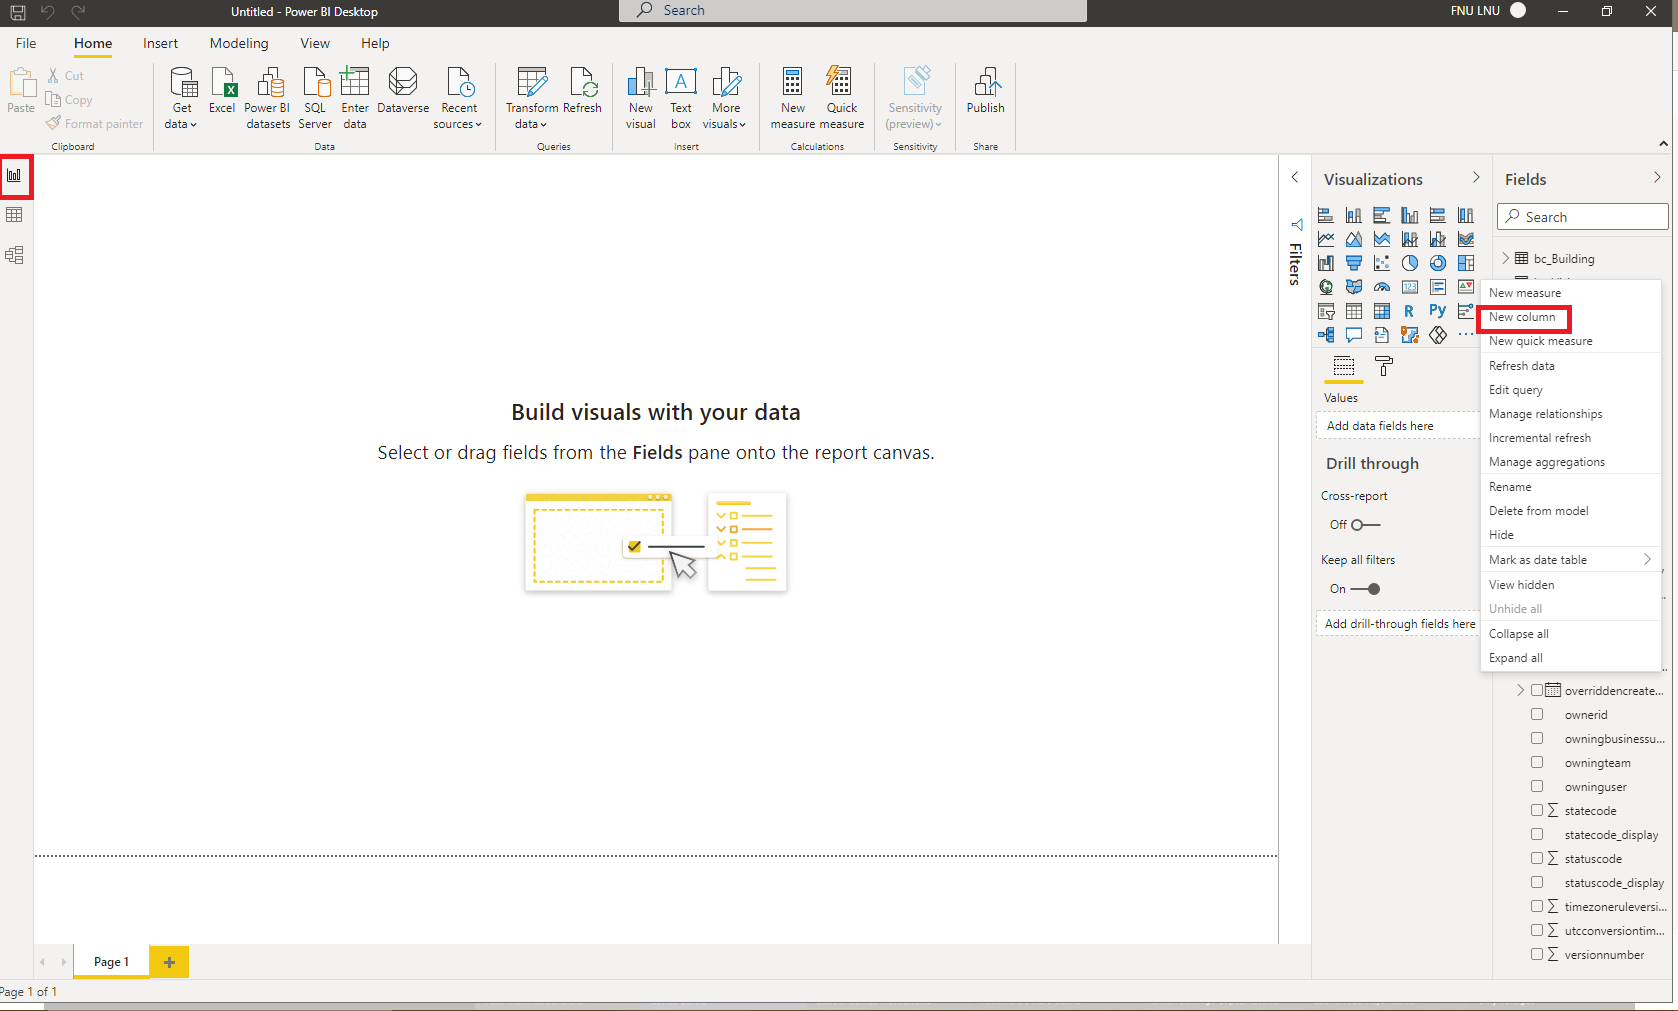 Untitled - Power BI Desktop
Search
FNU LNU
File
Home
Insert
Modeling
View
Help
Paste
Cut
Copy
Format painter
Clipboard
Get data
Excel
Power BI datasets
SQL Server
Enter data
Dataverse
Recent sources
Data
Transform data
Refresh
Queries
New visual
Text box
More visuals
Insert
New measure
Quick measure
Calculations
Sensitivity (preview)
Sensitivity
Publish
Share
Build visuals with your data
Select or drag fields from the Fields pane onto the report canvas.
Filters
Visualizations
123
R
Py
Values
Add data fields here
Drill through
Cross-report
Off
Keep all filters
On
Add drill-through fields here
Fields
Search
bc_Building
New measure
New column
New quick measure
Refresh data
Edit query
Manage relationships
Incremental refresh
Manage aggregations
Rename
Delete from model
Hide
Mark as date table
View hidden
Unhide all
Collapse all
Expand all
overriddencreate...
ownerid
owningbusinessu...
owningteam
owninguser
statecode
statecode_display
statuscode
statuscode_display
timezoneruleversi...
utcconversiontim...
versionnumber
Page 1
Page 1 of 1